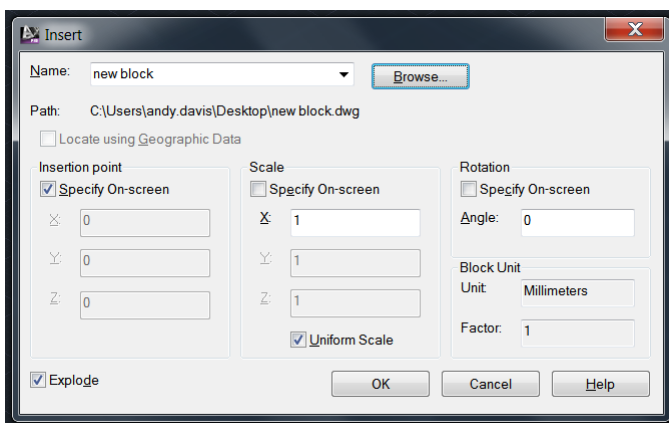 Insert
Name: new block Browse...
Path: C:\Users\andy.davis\Desktop\new block.dwg
Locate using Geographic Data
Insertion point
Specify On-screen
X: 0
Y: 0
Z: 0
Scale
Specify On-screen
X: 1
Y: 1
Z: 1
Uniform Scale
Rotation
Specify On-screen
Angle: 0
Block Unit
Unit: Millimeters
Factor: 1
Explode
OK Cancel Help